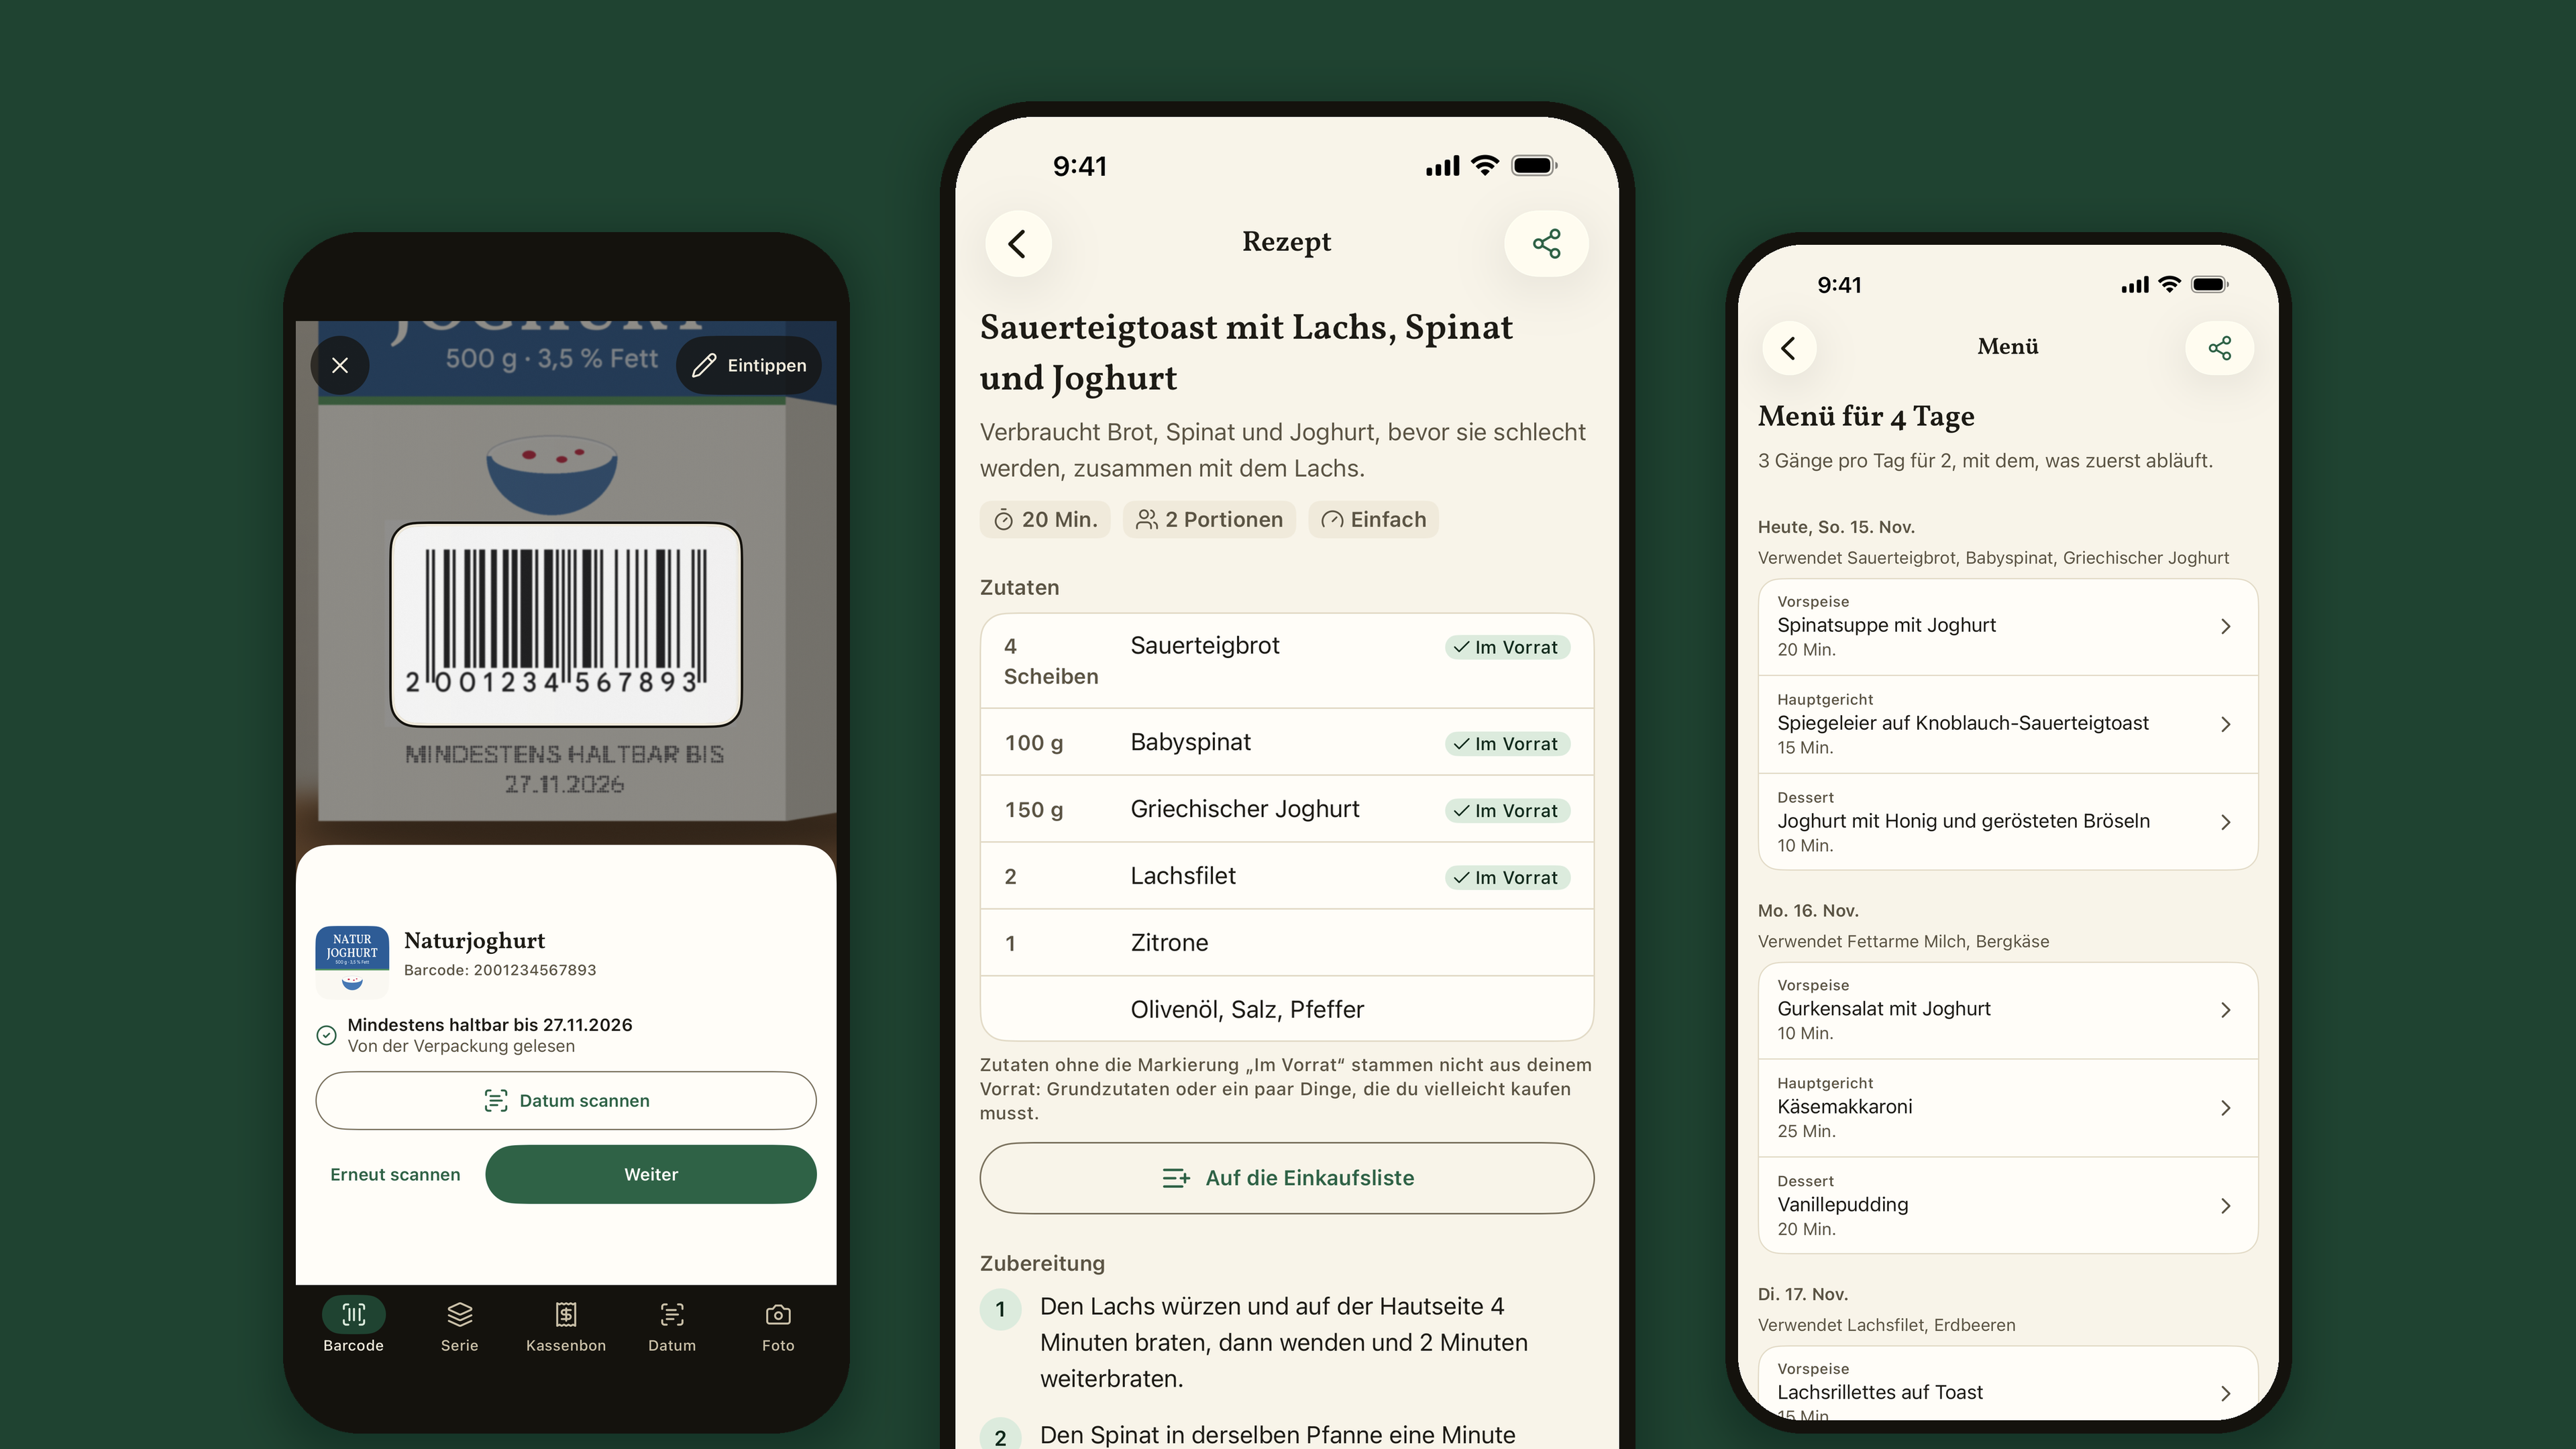 JOGHURT
500 g · 3,5 % Fett
Eintippen
2 001234 567893
MINDESTENS HALTBAR BIS
27.11.2026
NATUR
JOGHURT
500 g · 3,5 % Fett
Naturjoghurt
Barcode: 2001234567893
Mindestens haltbar bis 27.11.2026
Von der Verpackung gelesen
Datum scannen
Erneut scannen
Weiter
Barcode
Serie
Kassenbon
Datum
Foto
9:41
Rezept
Sauerteigtoast mit Lachs, Spinat
und Joghurt
Verbraucht Brot, Spinat und Joghurt, bevor sie schlecht
werden, zusammen mit dem Lachs.
20 Min.
2 Portionen
Einfach
Zutaten
4 Sauerteigbrot Im Vorrat
Scheiben
100 g Babyspinat Im Vorrat
150 g Griechischer Joghurt Im Vorrat
2 Lachsfilet Im Vorrat
1 Zitrone
Olivenöl, Salz, Pfeffer
Zutaten ohne die Markierung „Im Vorrat“ stammen nicht aus deinem
Vorrat: Grundzutaten oder ein paar Dinge, die du vielleicht kaufen
musst.
Auf die Einkaufsliste
Zubereitung
1 Den Lachs würzen und auf der Hautseite 4
Minuten braten, dann wenden und 2 Minuten
weiterbraten.
2 Den Spinat in derselben Pfanne eine Minute
9:41
Menü
Menü für 4 Tage
3 Gänge pro Tag für 2, mit dem, was zuerst abläuft.
Heute, So. 15. Nov.
Verwendet Sauerteigbrot, Babyspinat, Griechischer Joghurt
Vorspeise
Spinatsuppe mit Joghurt
20 Min.
Hauptgericht
Spiegeleier auf Knoblauch-Sauerteigtoast
15 Min.
Dessert
Joghurt mit Honig und gerösteten Bröseln
10 Min.
Mo. 16. Nov.
Verwendet Fettarme Milch, Bergkäse
Vorspeise
Gurkensalat mit Joghurt
10 Min.
Hauptgericht
Käsemakkaroni
25 Min.
Dessert
Vanillepudding
20 Min.
Di. 17. Nov.
Verwendet Lachsfilet, Erdbeeren
Vorspeise
Lachsrillettes auf Toast
15 Min.